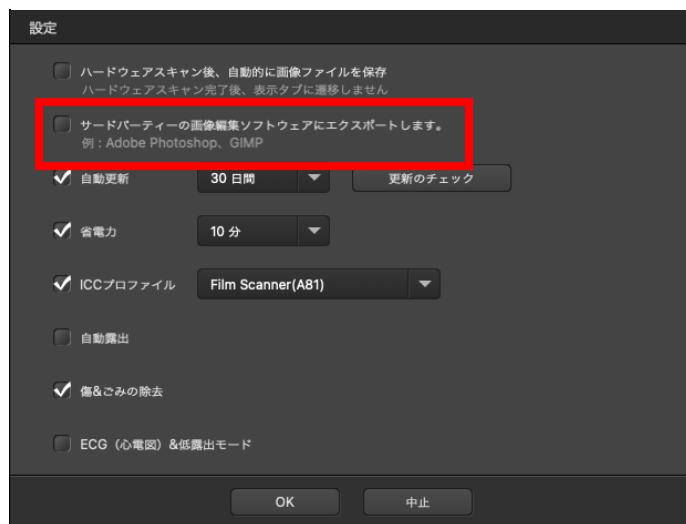 設定
ハードウェアスキャン後、自動的に画像ファイルを保存
ハードウェアスキャン完了後、表示タブに遷移しません
サードパーティーの画像編集ソフトウェアにエクスポートします。
例：Adobe Photoshop、GIMP
自動更新 30 日間 更新のチェック
省電力 10 分
ICCプロファイル Film Scanner(A81)
自動露出
傷&ごみの除去
ECG（心電図）&低露出モード
OK 中止